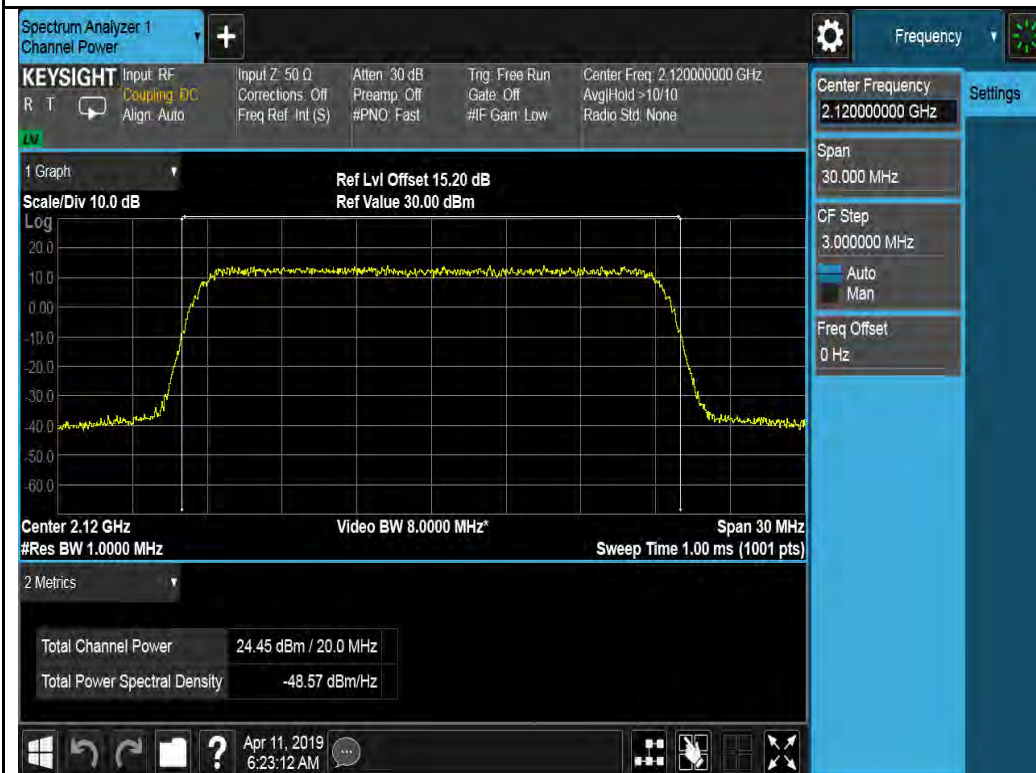 Spectrum Analyzer 1
Channel Power
+
Frequency
KEYSIGHT
R T
LXI
Input: RF
Coupling: DC
Align: Auto
Input Z: 50 Ω
Corrections: Off
Freq Ref: Int (S)
Atten: 30 dB
Preamp: Off
#PNO: Fast
Trig: Free Run
Gate: Off
#IF Gain: Low
Center Freq: 2.120000000 GHz
Avg|Hold >10/10
Radio Std: None
Center Frequency
2.120000000 GHz
Settings
Span
30.000 MHz
CF Step
3.000000 MHz
Auto
Man
Freq Offset
0 Hz
1 Graph
Scale/Div 10.0 dB
Ref Lvl Offset 15.20 dB
Ref Value 30.00 dBm
Log
20.0
10.0
0.00
-10.0
-20.0
-30.0
-40.0
-50.0
-60.0
Center 2.12 GHz
Video BW 8.0000 MHz*
Span 30 MHz
#Res BW 1.0000 MHz
Sweep Time 1.00 ms (1001 pts)
2 Metrics
Total Channel Power 24.45 dBm / 20.0 MHz
Total Power Spectral Density -48.57 dBm/Hz
?
Apr 11, 2019
6:23:12 AM